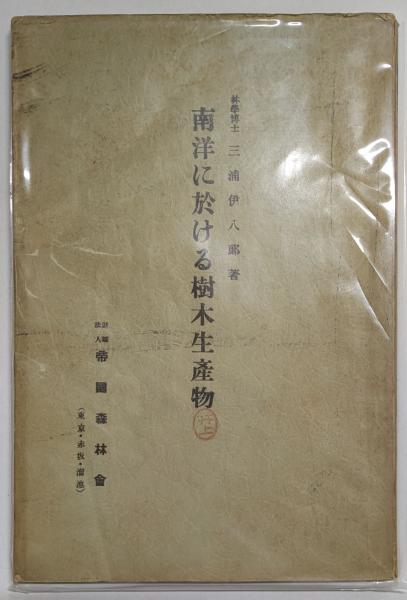 林學博士 三浦伊八郎著
南洋に於ける樹木生産物
社團法人 帝國森林會
(東京・赤坂・溜池)